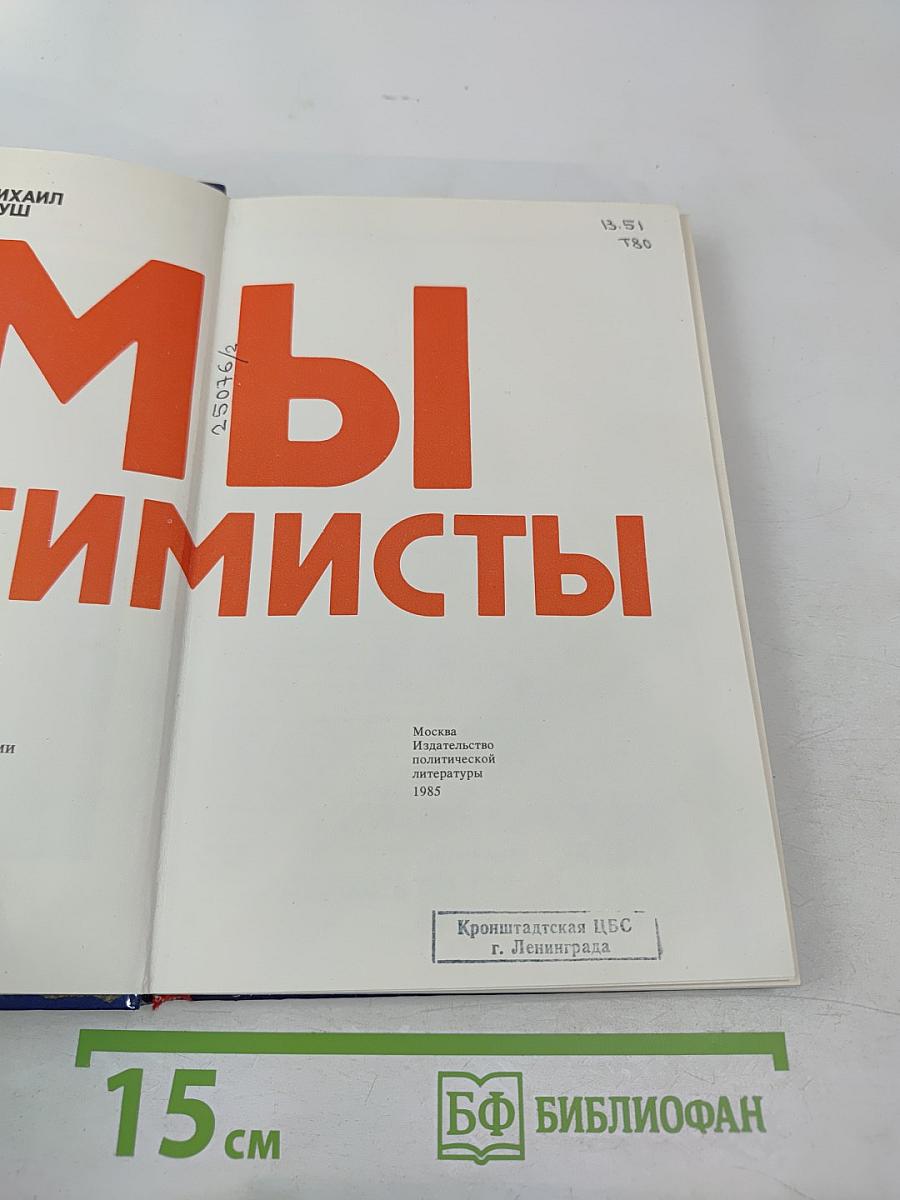 ИХАИЛ
УШ
13.51
Т80
МЫ
25076/2
ТИМИСТЫ
ИИ
Москва
Издательство
политической
литературы
1985
Кронштадтская ЦБС
г. Ленинграда
15 см
БФ БИБЛИОФАН